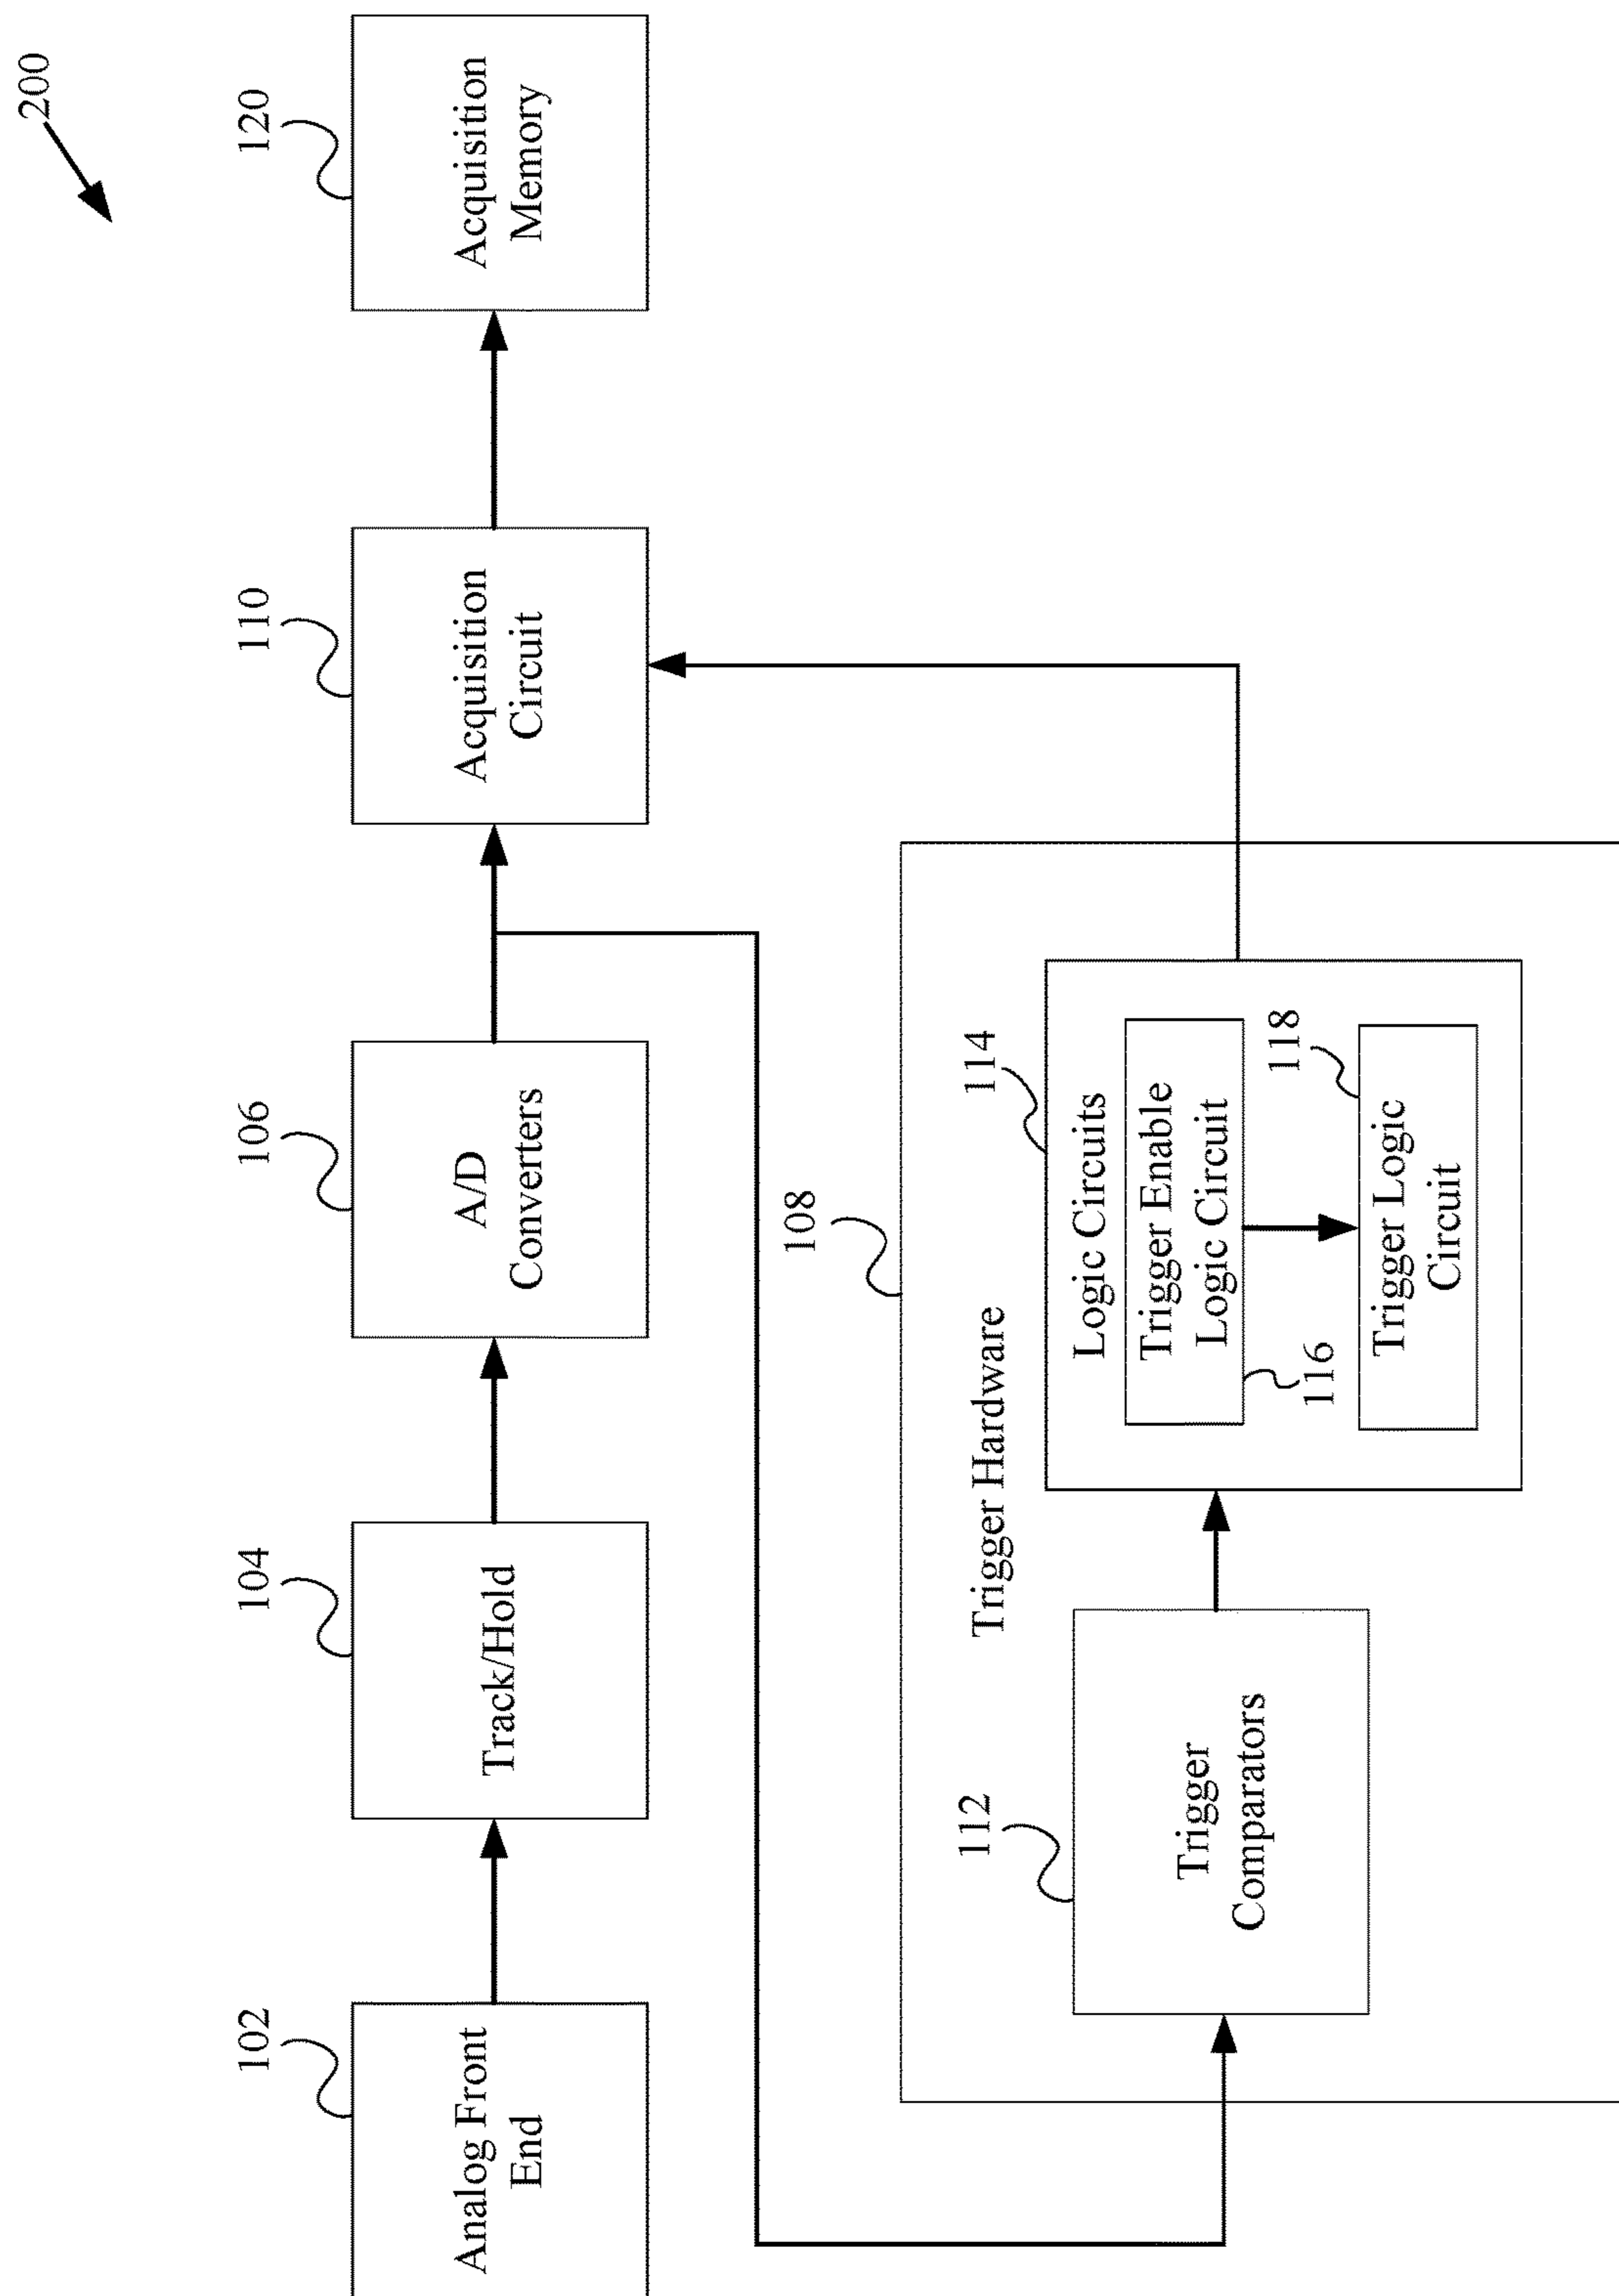 200
102
Analog Front
End
104
Track/Hold
106
A/D
Converters
110
Acquisition
Circuit
120
Acquisition
Memory
108
Trigger Hardware
112
Trigger
Comparators
114
Logic Circuits
Trigger Enable
Logic Circuit
116
118
Trigger Logic
Circuit